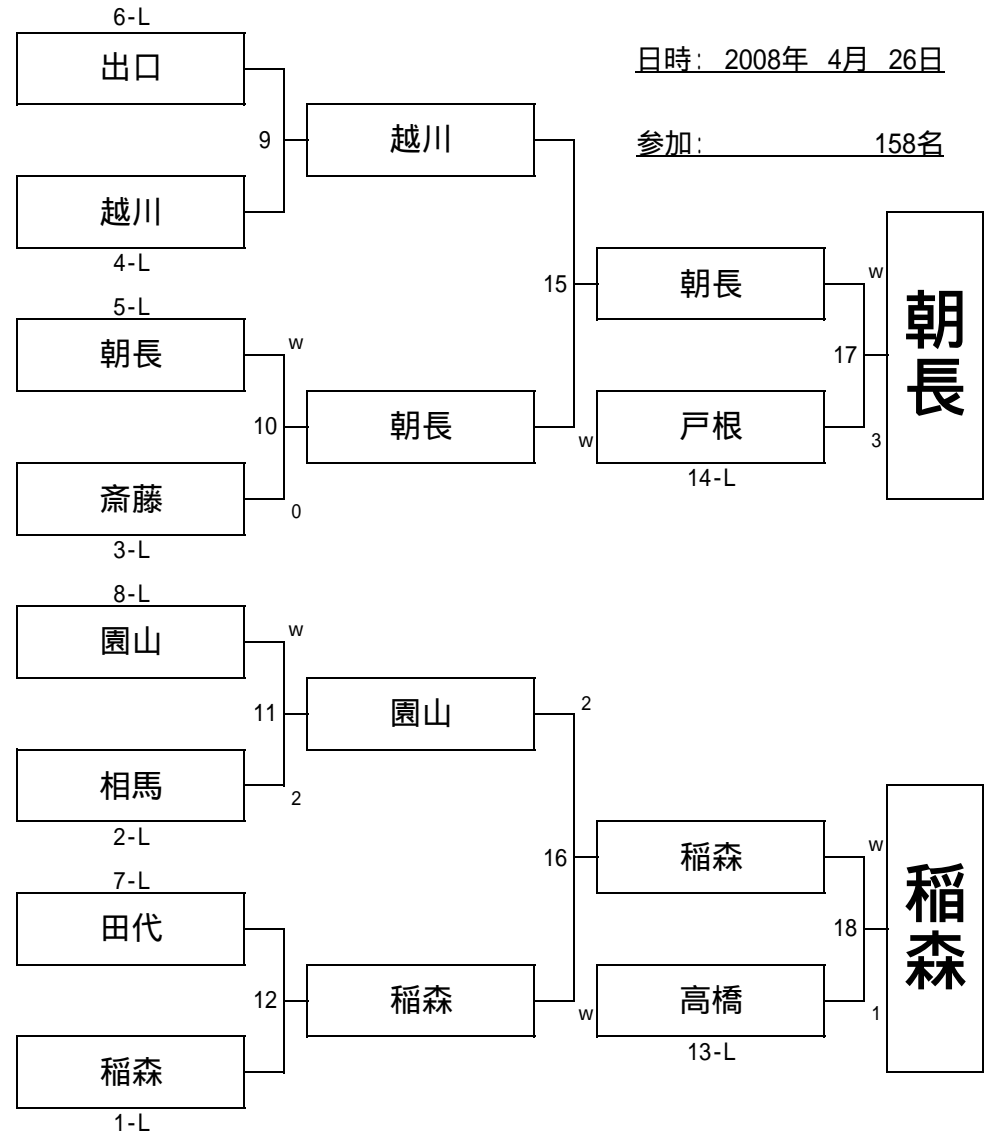 6-L
出口
日時: 2008年 4月 26日
9
越川
参加: 158名
越川
4-L
15
朝長
w
朝長
5-L
朝長
w
17
10
朝長
w
戸根
3
14-L
斎藤
0
3-L
8-L
園山
w
11
園山
2
相馬
2
2-L
16
稲森
w
稲森
7-L
田代
18
12
稲森
w
高橋
1
13-L
稲森
1-L